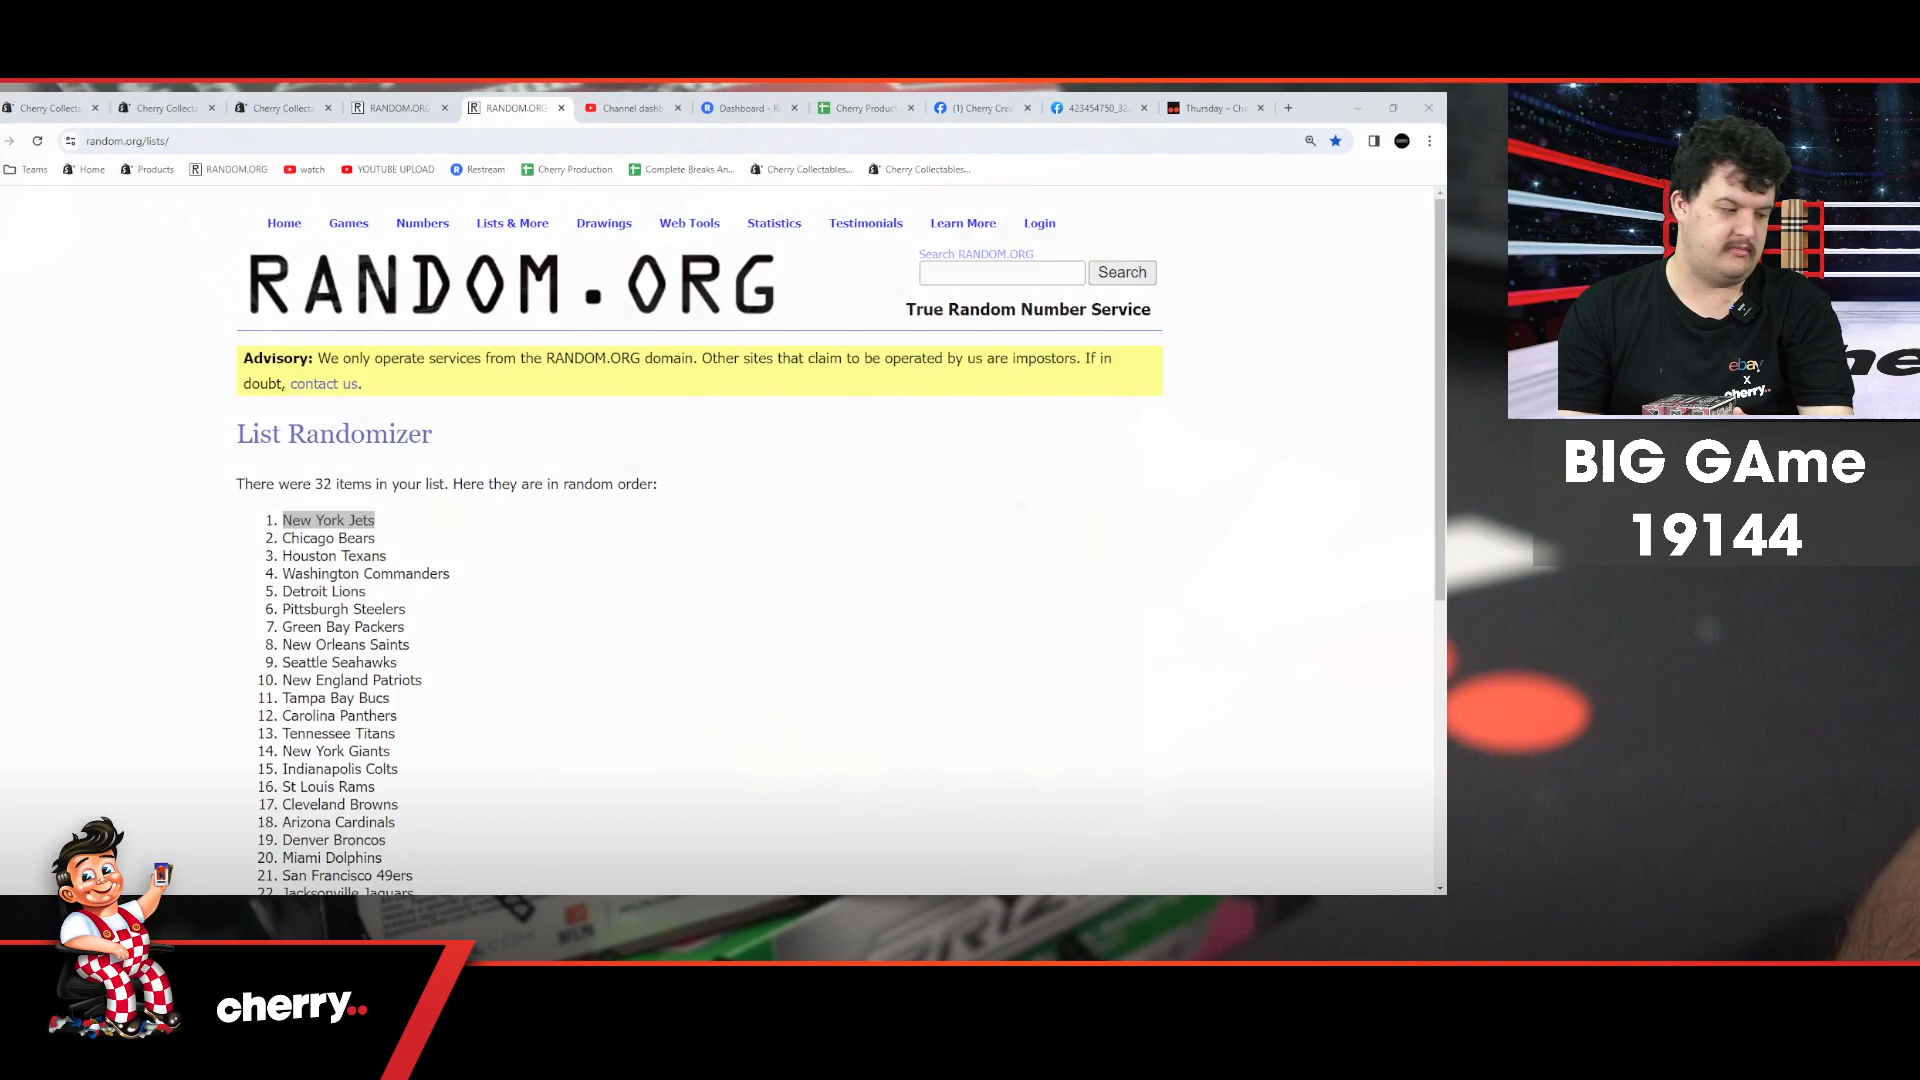 Cherry Collecta
Cherry Collecta
Cherry Collecta
RANDOM.ORG
RANDOM.ORG
Channel dashb
Dashboard - R
Cherry Product
(1) Cherry Crew
423454750_32
Thursday – Che
random.org/lists/
Teams
Home
Products
RANDOM.ORG
watch
YOUTUBE UPLOAD
Restream
Cherry Production
Complete Breaks An...
Cherry Collectables...
Cherry Collectables...
Home Games Numbers Lists & More Drawings Web Tools Statistics Testimonials Learn More Login
RANDOM.ORG
Search RANDOM.ORG
Search
True Random Number Service
Advisory: We only operate services from the RANDOM.ORG domain. Other sites that claim to be operated by us are impostors. If in
doubt, contact us.
List Randomizer
There were 32 items in your list. Here they are in random order:
1. New York Jets
2. Chicago Bears
3. Houston Texans
4. Washington Commanders
5. Detroit Lions
6. Pittsburgh Steelers
7. Green Bay Packers
8. New Orleans Saints
9. Seattle Seahawks
10. New England Patriots
11. Tampa Bay Bucs
12. Carolina Panthers
13. Tennessee Titans
14. New York Giants
15. Indianapolis Colts
16. St Louis Rams
17. Cleveland Browns
18. Arizona Cardinals
19. Denver Broncos
20. Miami Dolphins
21. San Francisco 49ers
22. Jacksonville Jaguars
ebay
x
cherry..
BIG GAme
19144
cherry..